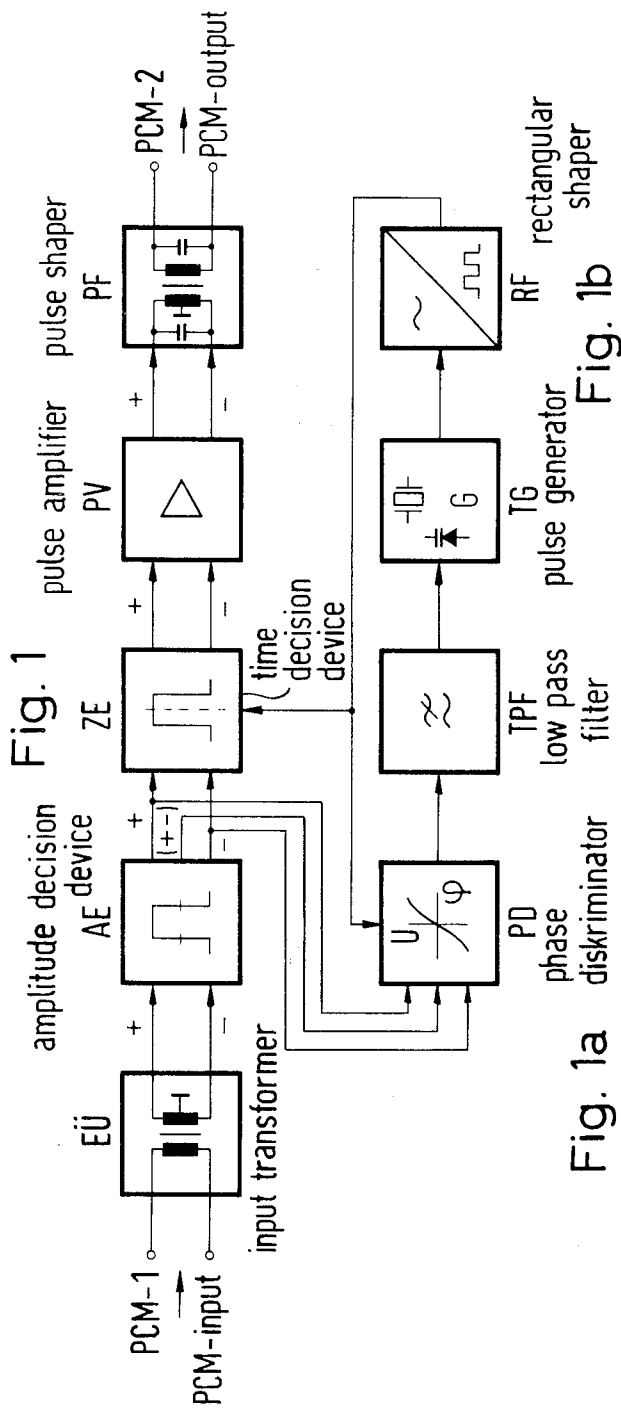 Fig. 1
PCM-1
PCM-input
EÜ
input transformer
+
-
amplitude decision
device
AE
+
(+-)
-
ZE
time
decision
device
+
-
pulse amplifier
PV
+
-
pulse shaper
PF
PCM-2
PCM-output
U
φ
PD
phase
diskriminator
TPF
low pass
filter
G
TG
pulse generator
~
RF
rectangular
shaper
Fig. 1a
Fig. 1b